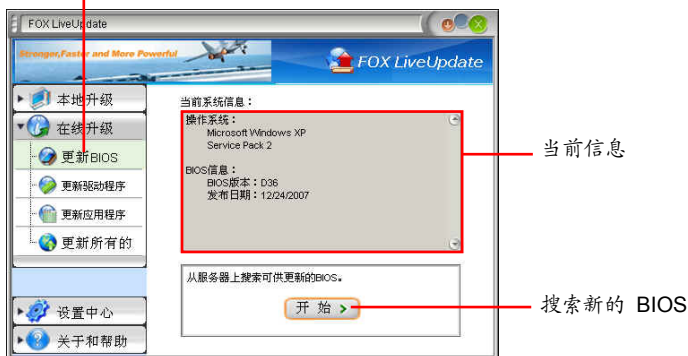 FOX LiveUpdate
Stronger,Faster and More Powerful
FOX LiveUpdate
本地升级
在线升级
更新BIOS
更新驱动程序
更新应用程序
更新所有的
设置中心
关于和帮助
当前系统信息：
操作系统：
Microsoft Windows XP
Service Pack 2
BIOS信息：
BIOS版本：D36
发布日期：12/24/2007
从服务器上搜索可供更新的BIOS。
开 始
当前信息
搜索新的 BIOS